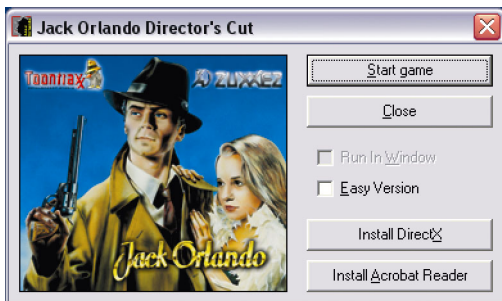 Jack Orlando Director's Cut
Toontraxx
ZUXXEZ
Jack Orlando
Start game
Close
Run In Window
Easy Version
Install DirectX
Install Acrobat Reader